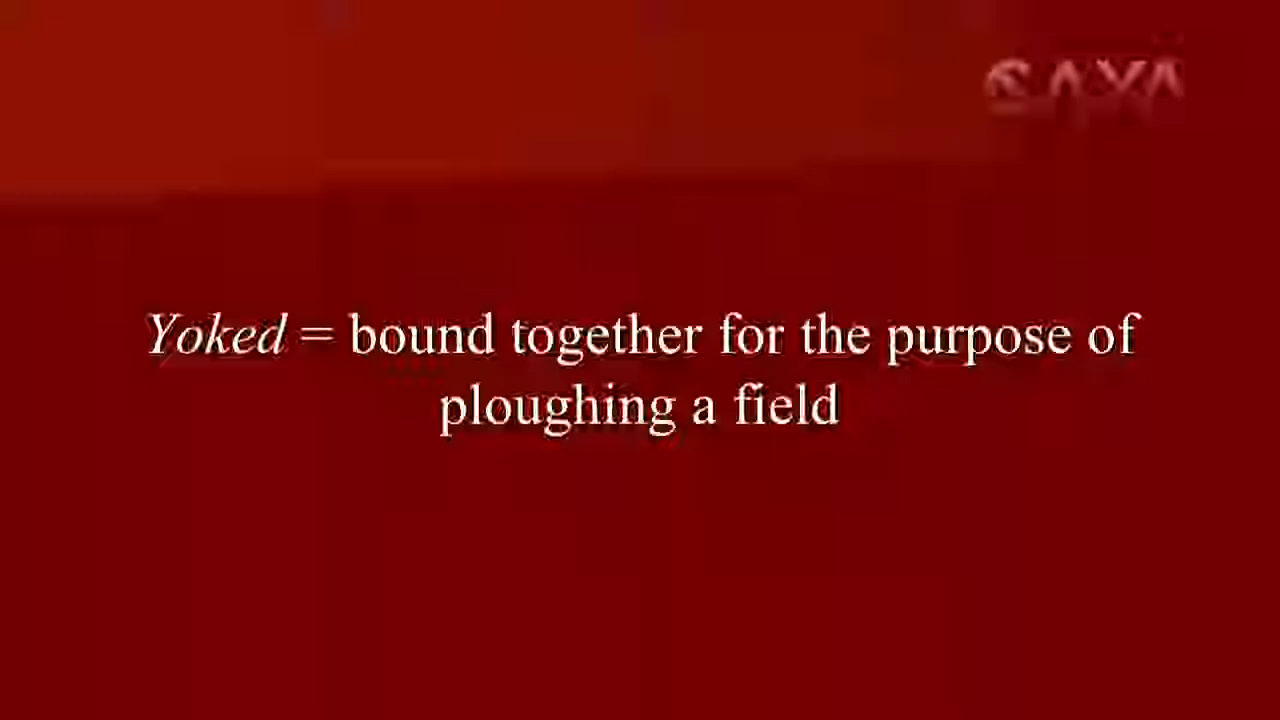 Yoked = bound together for the purpose of
ploughing a field